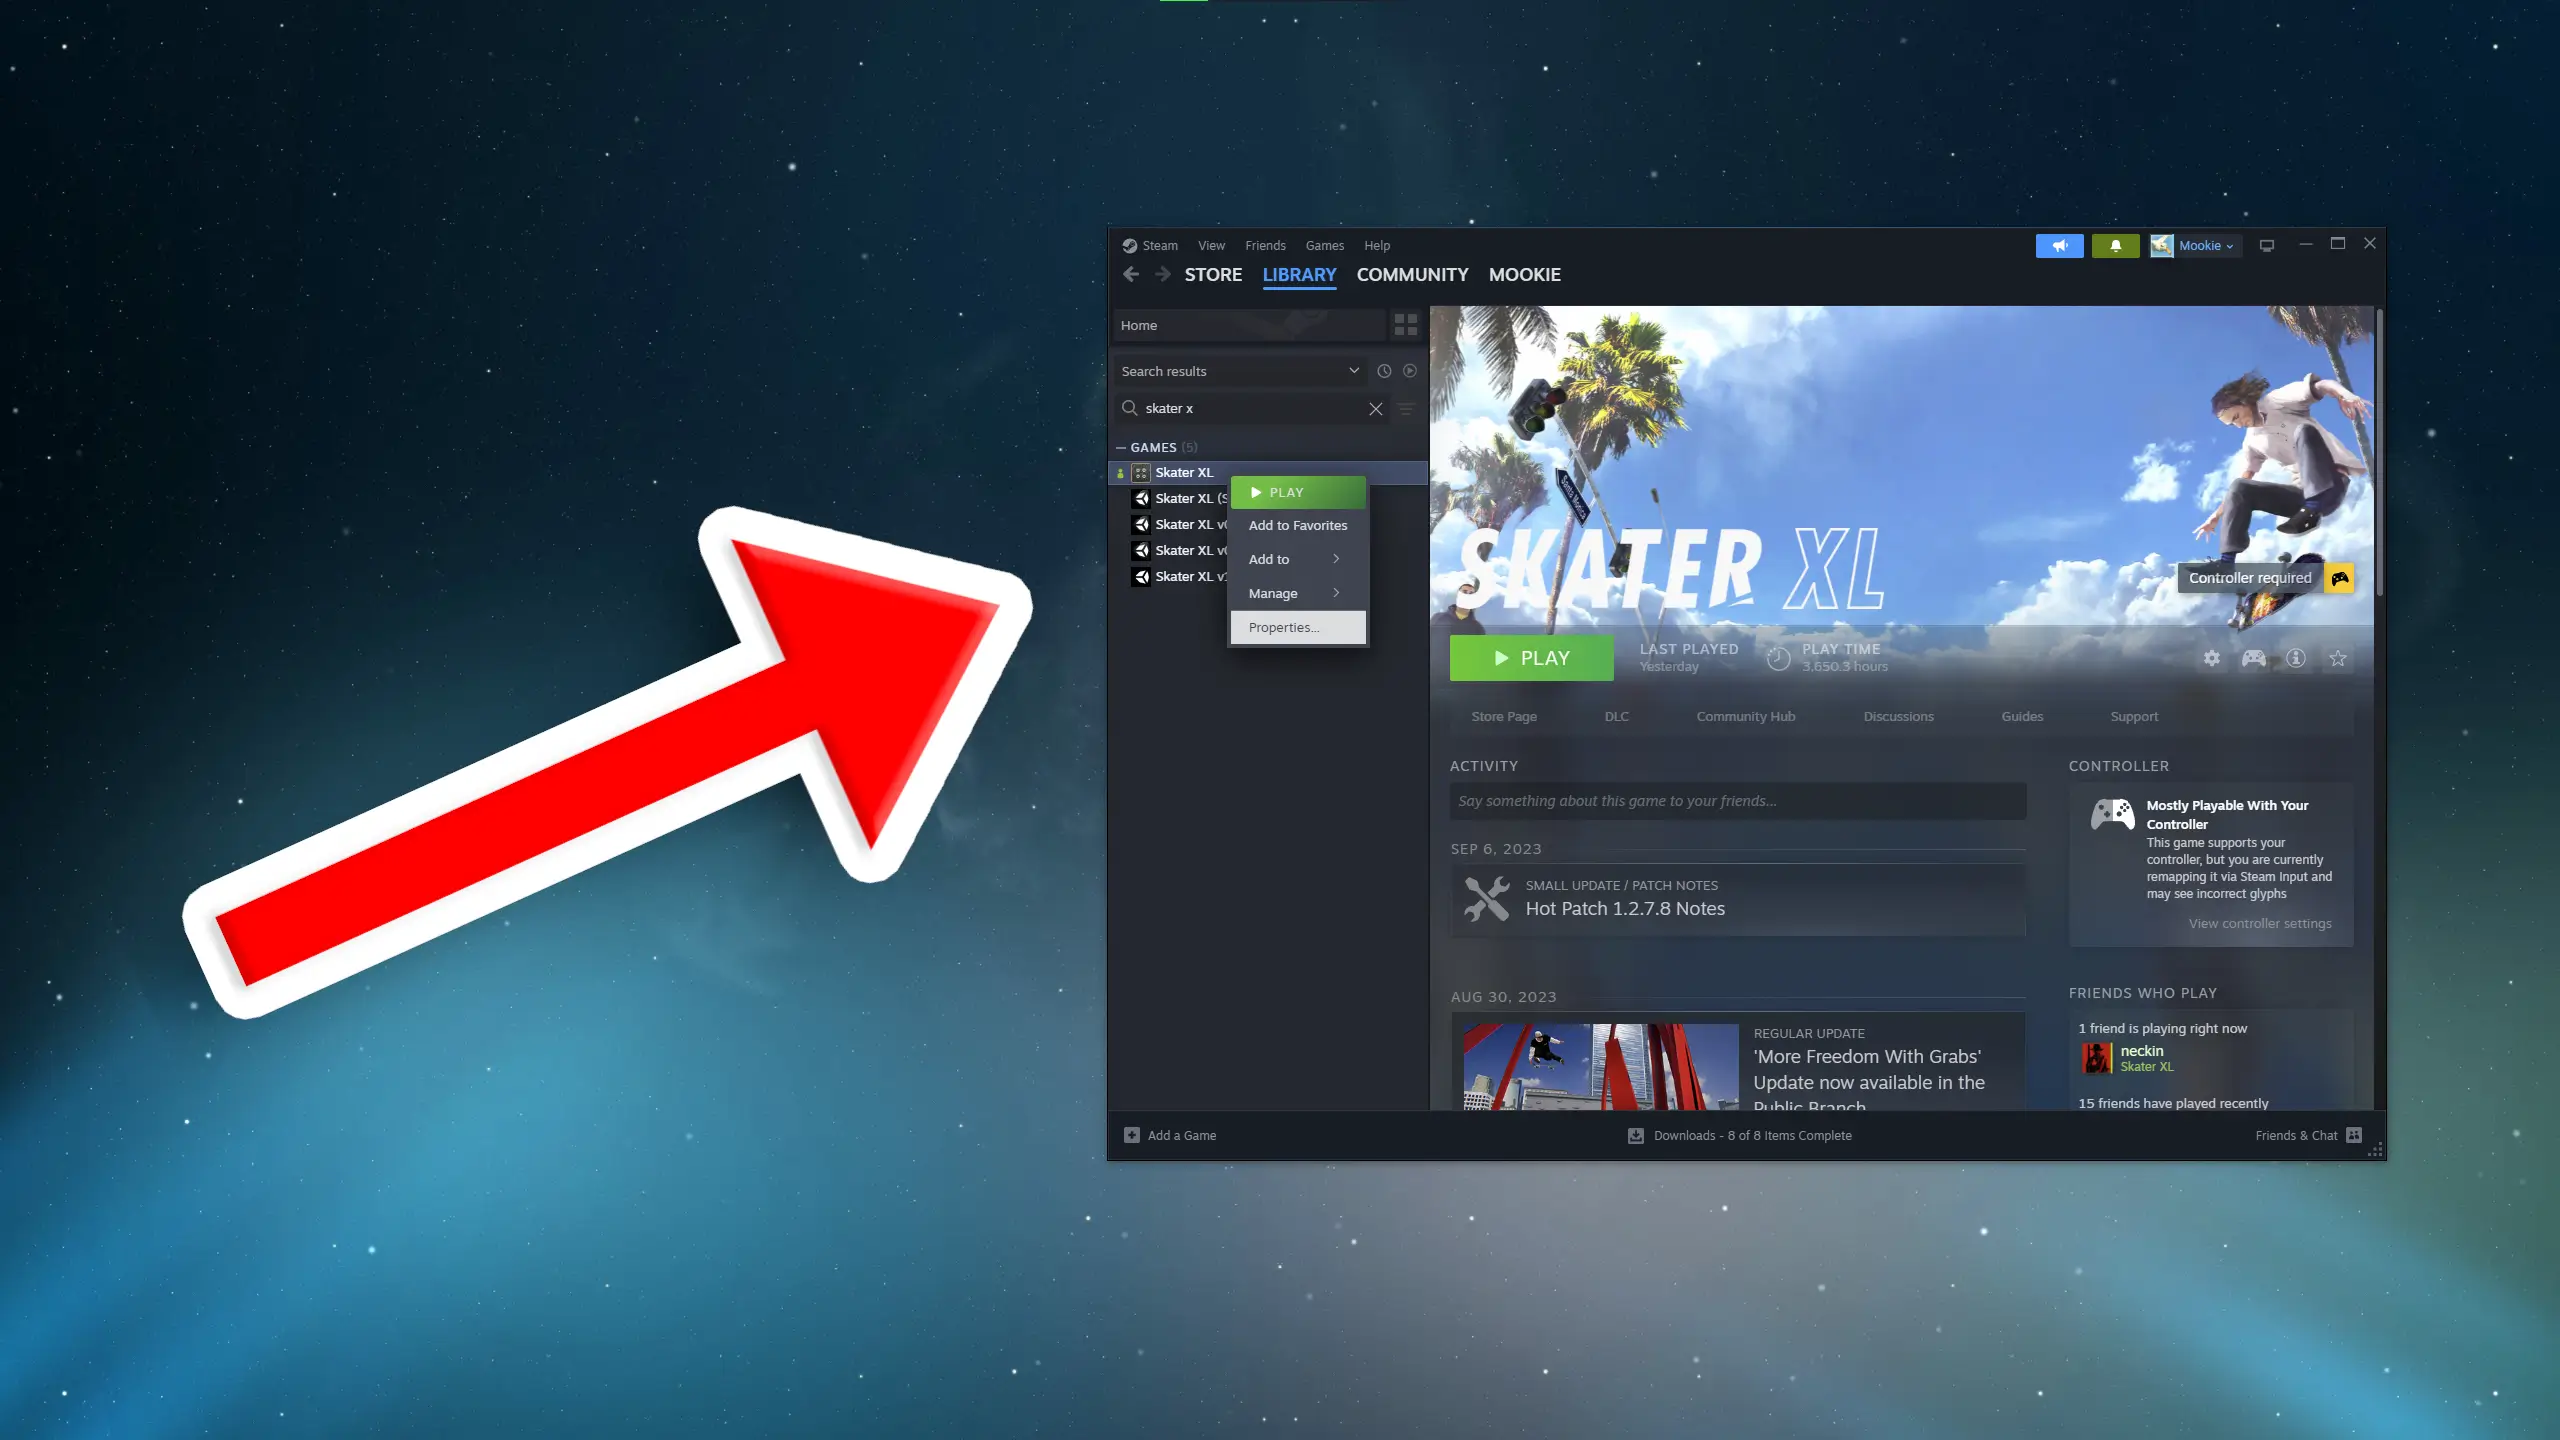 Steam View Friends Games Help
Mookie
STORE LIBRARY COMMUNITY MOOKIE
Home
Search results
skater x
GAMES (5)
Skater XL
Skater XL (S
Skater XL v
Skater XL v
Skater XL v1
PLAY
Add to Favorites
Add to
Manage
Properties...
Santa Monica
SKATER XL
Controller required
PLAY
LAST PLAYED
Yesterday
PLAY TIME
3,650.3 hours
Store Page DLC Community Hub Discussions Guides Support
ACTIVITY
Say something about this game to your friends...
SEP 6, 2023
SMALL UPDATE / PATCH NOTES
Hot Patch 1.2.7.8 Notes
AUG 30, 2023
REGULAR UPDATE
'More Freedom With Grabs'
Update now available in the
Public Branch
CONTROLLER
Mostly Playable With Your
Controller
This game supports your
controller, but you are currently
remapping it via Steam Input and
may see incorrect glyphs
View controller settings
FRIENDS WHO PLAY
1 friend is playing right now
neckin
Skater XL
15 friends have played recently
Add a Game
Downloads - 8 of 8 Items Complete
Friends & Chat